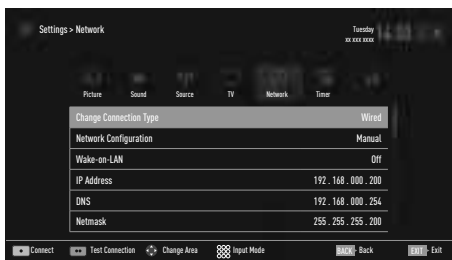 Settings > Network
Tuesday
xx xxx xxxx
Picture Sound Source TV Network Timer
Change Connection Type Wired
Network Configuration Manual
Wake-on-LAN Off
IP Address 192 . 168 . 000 . 200
DNS 192 . 168 . 000 . 254
Netmask 255 . 255 . 255 . 200
Connect Test Connection Change Area Input Mode BACK Back EXIT Exit